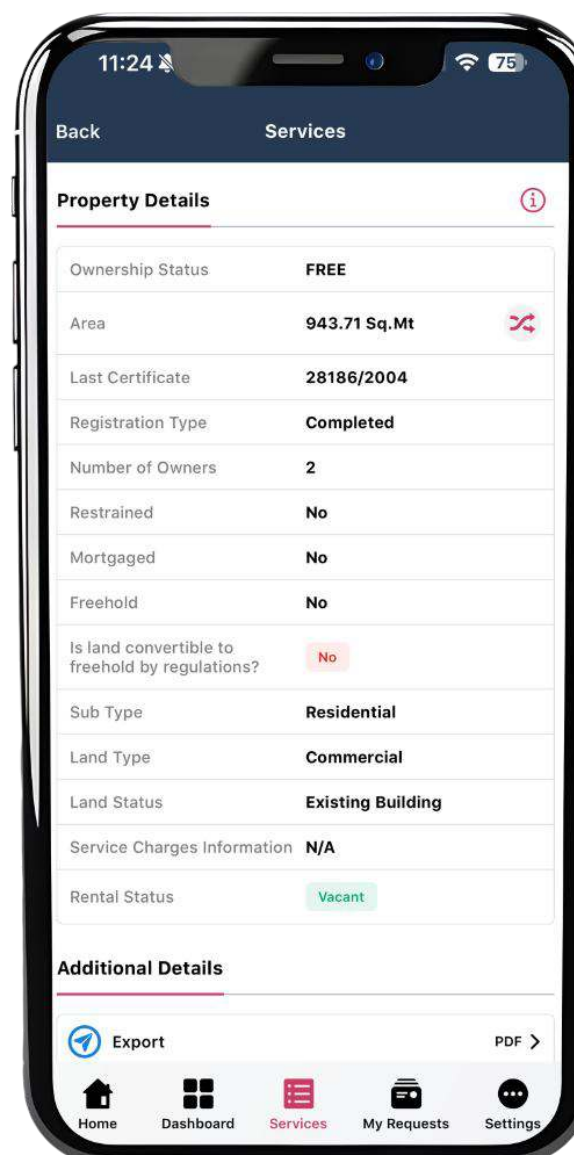 11:24
75
Back
Services
Property Details
Ownership Status FREE
Area 943.71 Sq.Mt
Last Certificate 28186/2004
Registration Type Completed
Number of Owners 2
Restrained No
Mortgaged No
Freehold No
Is land convertible to
freehold by regulations?
No
Sub Type Residential
Land Type Commercial
Land Status Existing Building
Service Charges Information N/A
Rental Status Vacant
Additional Details
Export PDF
Home Dashboard Services My Requests Settings